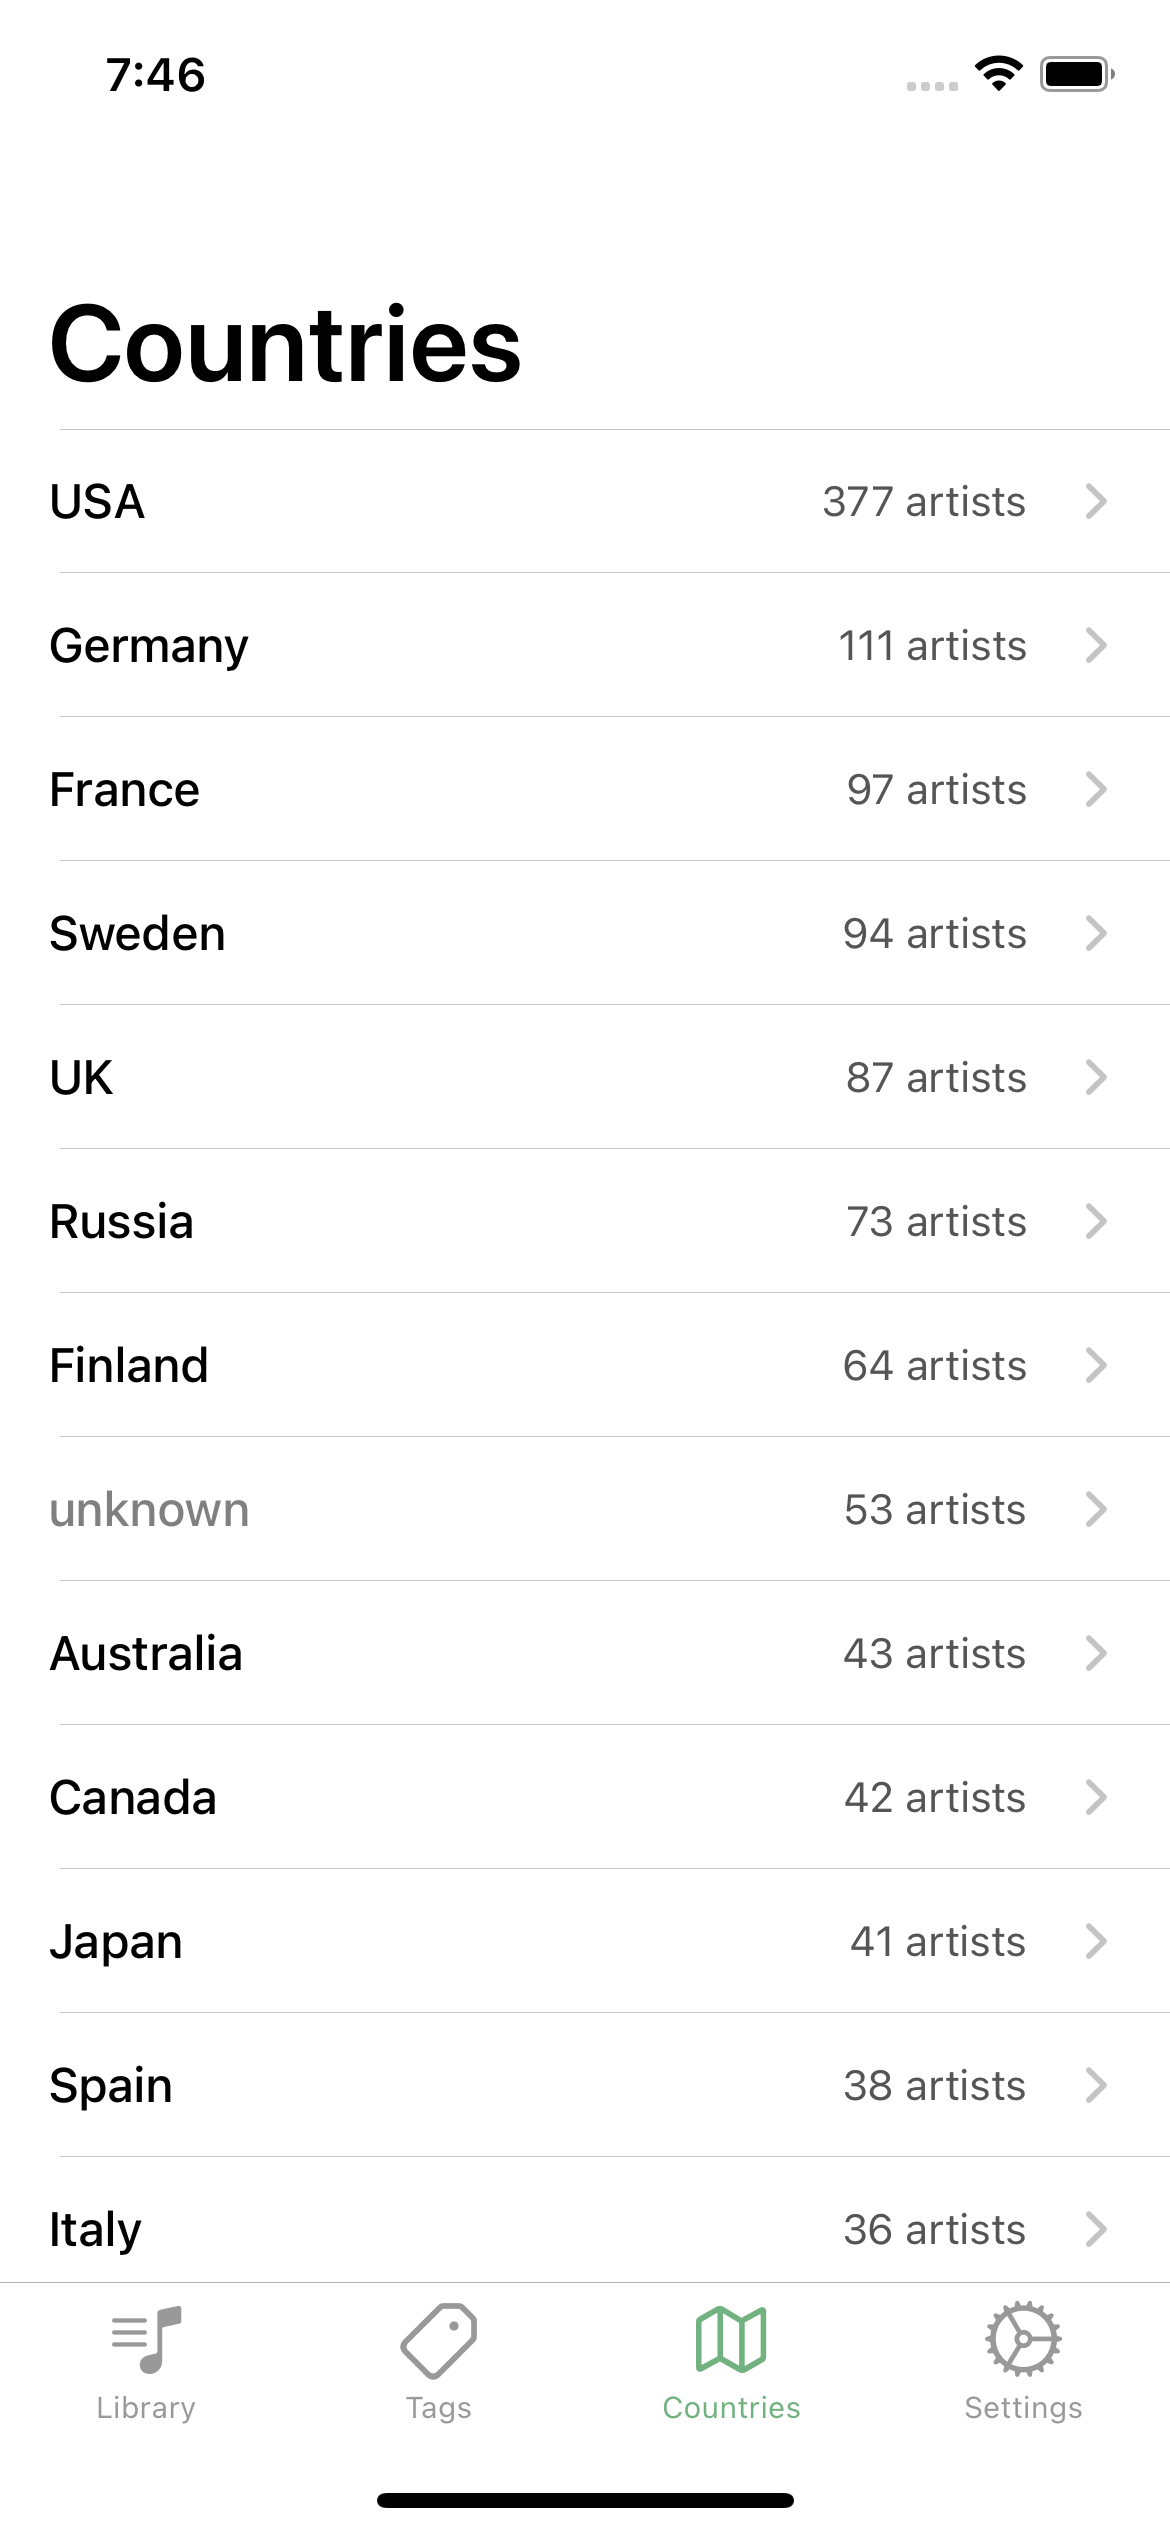 7:46
Countries
USA 377 artists
Germany 111 artists
France 97 artists
Sweden 94 artists
UK 87 artists
Russia 73 artists
Finland 64 artists
unknown 53 artists
Australia 43 artists
Canada 42 artists
Japan 41 artists
Spain 38 artists
Italy 36 artists
Library Tags Countries Settings